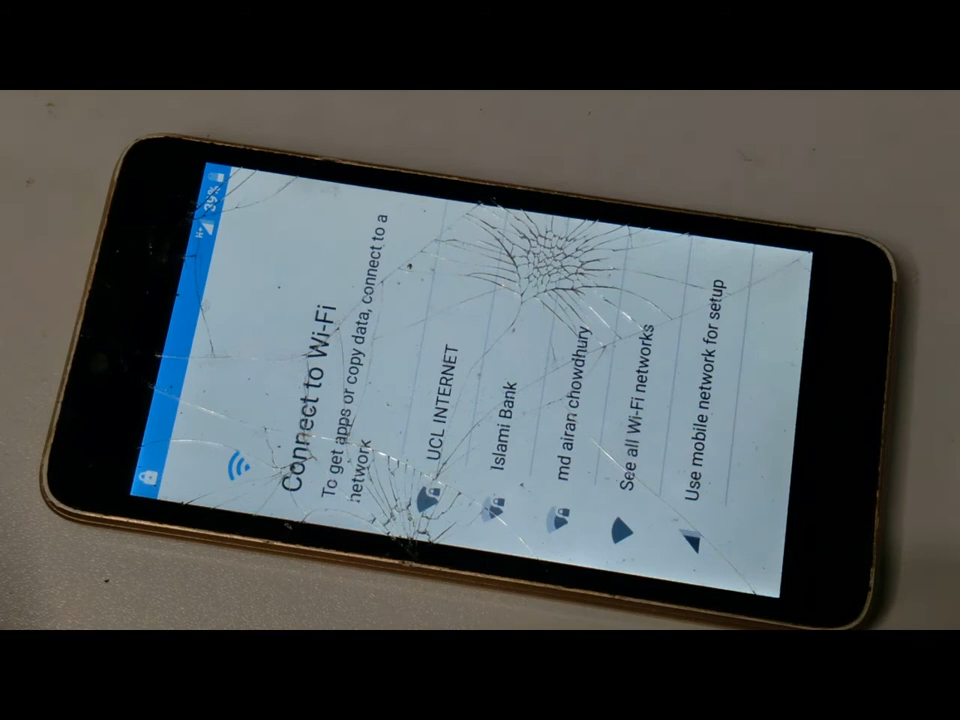 H+ 39%
Connect to Wi-Fi
To get apps or copy data, connect to a
network
UCL INTERNET
Islami Bank
md airan chowdhury
See all Wi-Fi networks
Use mobile network for setup